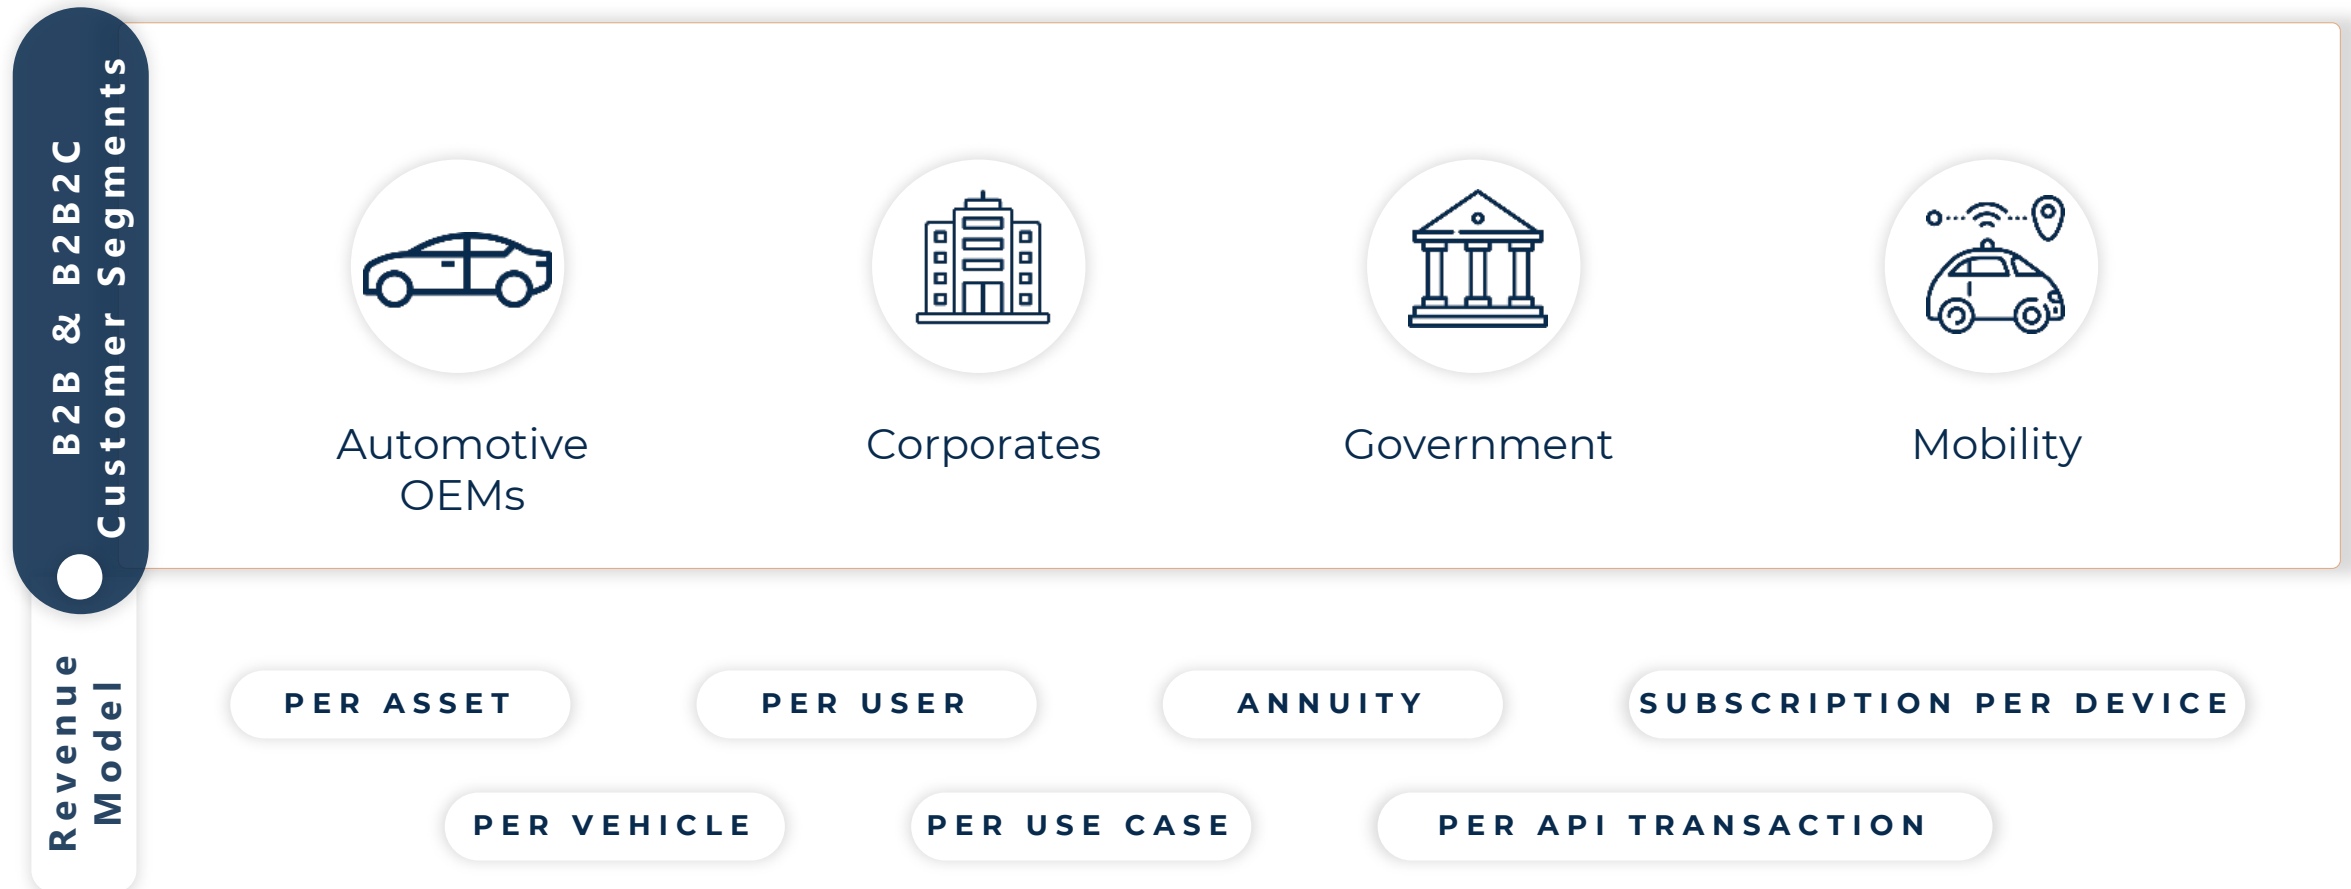 B2B & B2B2C
Customer Segments
Automotive
OEMs
Corporates
Government
Mobility
Revenue
Model
PER ASSET
PER USER
ANNUITY
SUBSCRIPTION PER DEVICE
PER VEHICLE
PER USE CASE
PER API TRANSACTION